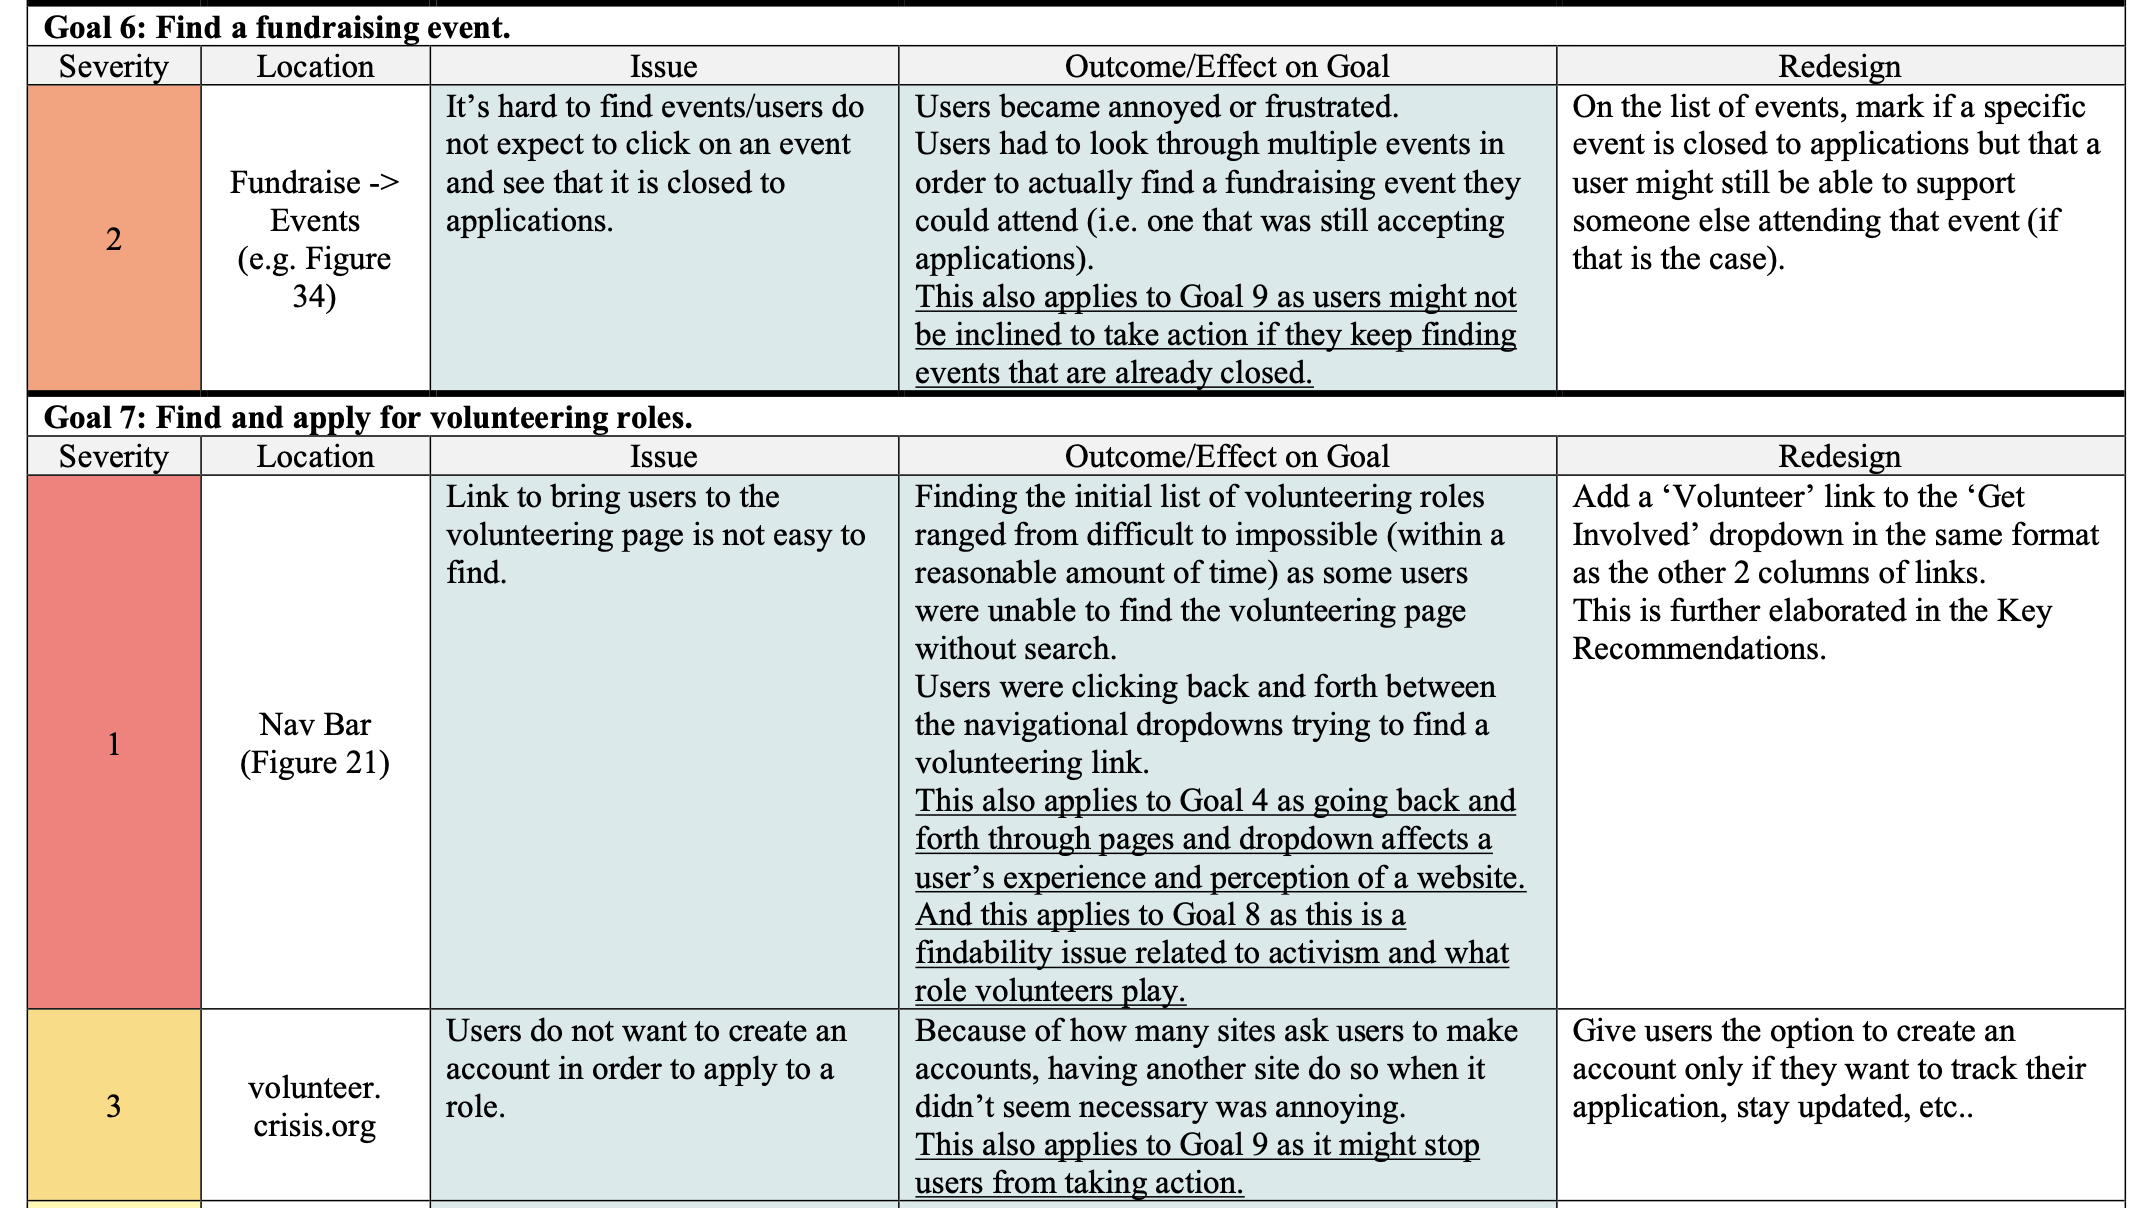 Goal 6: Find a fundraising event.
Severity
Location
Issue
Outcome/Effect on Goal
Redesign
2
Fundraise ->
Events
(e.g. Figure
34)
It’s hard to find events/users do
not expect to click on an event
and see that it is closed to
applications.
Users became annoyed or frustrated.
Users had to look through multiple events in
order to actually find a fundraising event they
could attend (i.e. one that was still accepting
applications).
This also applies to Goal 9 as users might not
be inclined to take action if they keep finding
events that are already closed.
On the list of events, mark if a specific
event is closed to applications but that a
user might still be able to support
someone else attending that event (if
that is the case).
Goal 7: Find and apply for volunteering roles.
Severity
Location
Issue
Outcome/Effect on Goal
Redesign
1
Nav Bar
(Figure 21)
Link to bring users to the
volunteering page is not easy to
find.
Finding the initial list of volunteering roles
ranged from difficult to impossible (within a
reasonable amount of time) as some users
were unable to find the volunteering page
without search.
Users were clicking back and forth between
the navigational dropdowns trying to find a
volunteering link.
This also applies to Goal 4 as going back and
forth through pages and dropdown affects a
user’s experience and perception of a website.
And this applies to Goal 8 as this is a
findability issue related to activism and what
role volunteers play.
Add a ‘Volunteer’ link to the ‘Get
Involved’ dropdown in the same format
as the other 2 columns of links.
This is further elaborated in the Key
Recommendations.
3
volunteer.
crisis.org
Users do not want to create an
account in order to apply to a
role.
Because of how many sites ask users to make
accounts, having another site do so when it
didn’t seem necessary was annoying.
This also applies to Goal 9 as it might stop
users from taking action.
Give users the option to create an
account only if they want to track their
application, stay updated, etc..